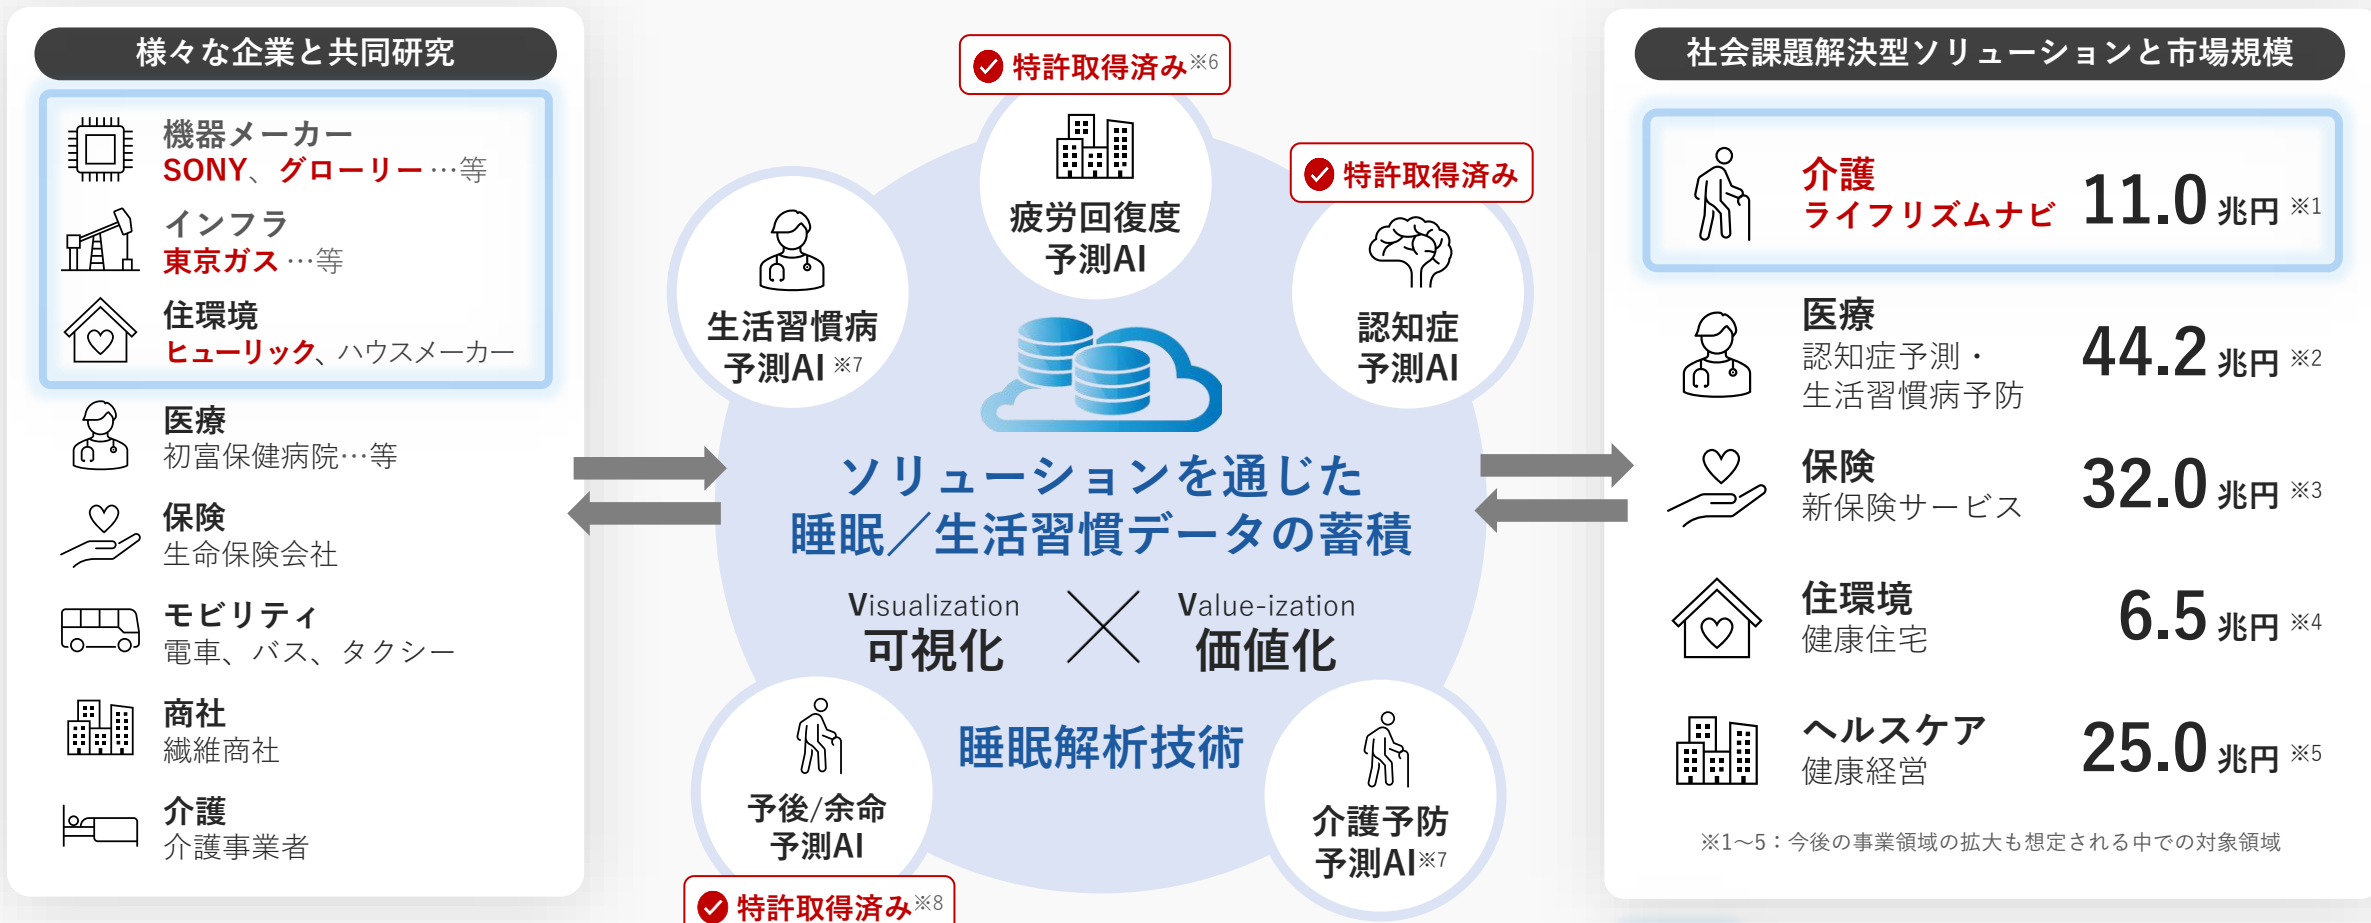 様々な企業と共同研究
機器メーカー
SONY、グローリー…等
インフラ
東京ガス…等
住環境
ヒューリック、ハウスメーカー
医療
初富保健病院…等
保険
生命保険会社
モビリティ
電車、バス、タクシー
商社
繊維商社
介護
介護事業者
特許取得済み※6
疲労回復度
予測AI
特許取得済み
認知症
予測AI
生活習慣病
予測AI※7
ソリューションを通じた
睡眠／生活習慣データの蓄積
Visualization
可視化
Value-ization
価値化
睡眠解析技術
予後/余命
予測AI
特許取得済み※8
介護予防
予測AI※7
社会課題解決型ソリューションと市場規模
介護
ライフリズムナビ
11.0兆円※1
医療
認知症予測・
生活習慣病予防
44.2兆円※2
保険
新保険サービス
32.0兆円※3
住環境
健康住宅
6.5兆円※4
ヘルスケア
健康経営
25.0兆円※5
※1～5：今後の事業領域の拡大も想定される中での対象領域